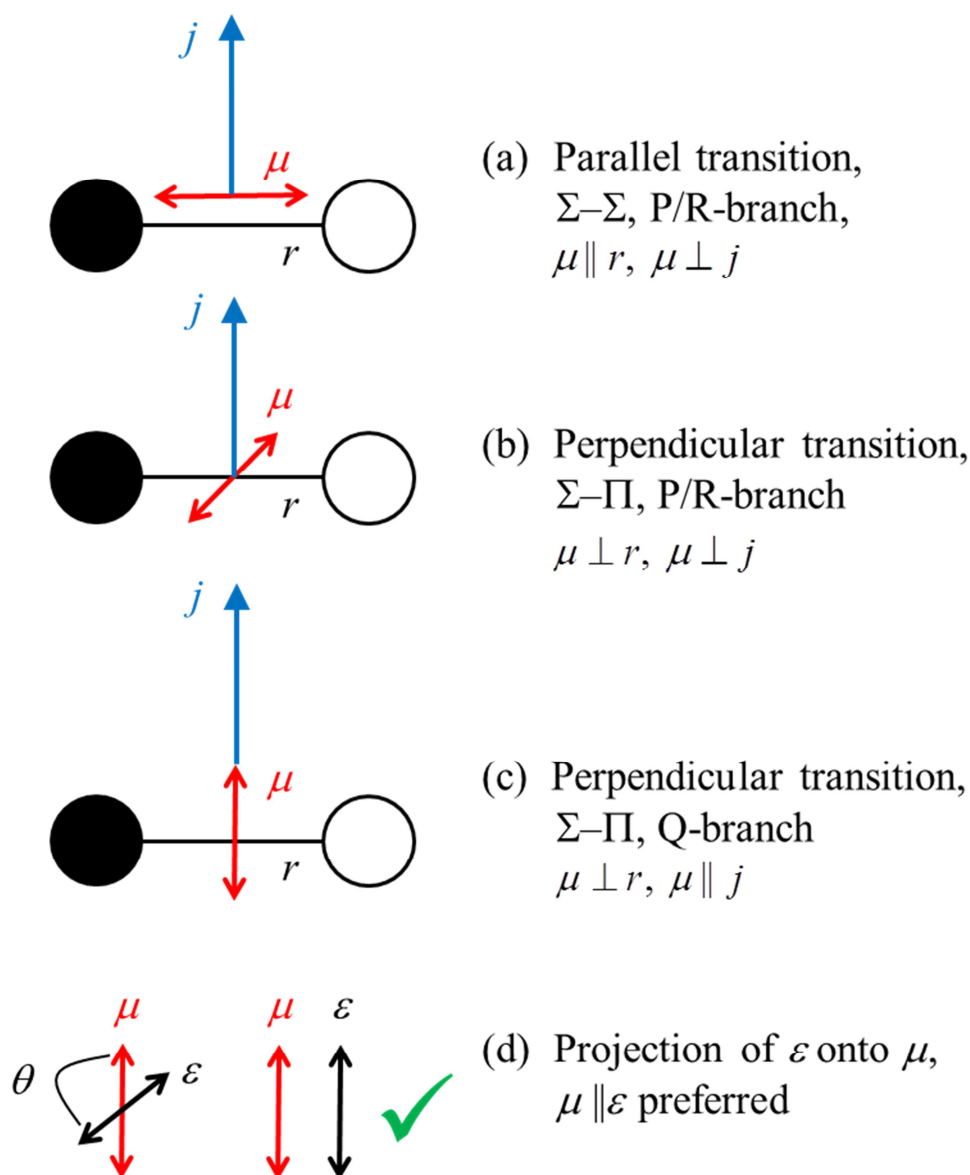 j
μ
r
(a) Parallel transition,
Σ–Σ, P/R-branch,
μ ∥ r, μ ⊥ j
j
μ
r
(b) Perpendicular transition,
Σ–Π, P/R-branch
μ ⊥ r, μ ⊥ j
j
μ
r
(c) Perpendicular transition,
Σ–Π, Q-branch
μ ⊥ r, μ ∥ j
μ
θ
ε
μ
ε
(d) Projection of ε onto μ,
μ ∥ε preferred